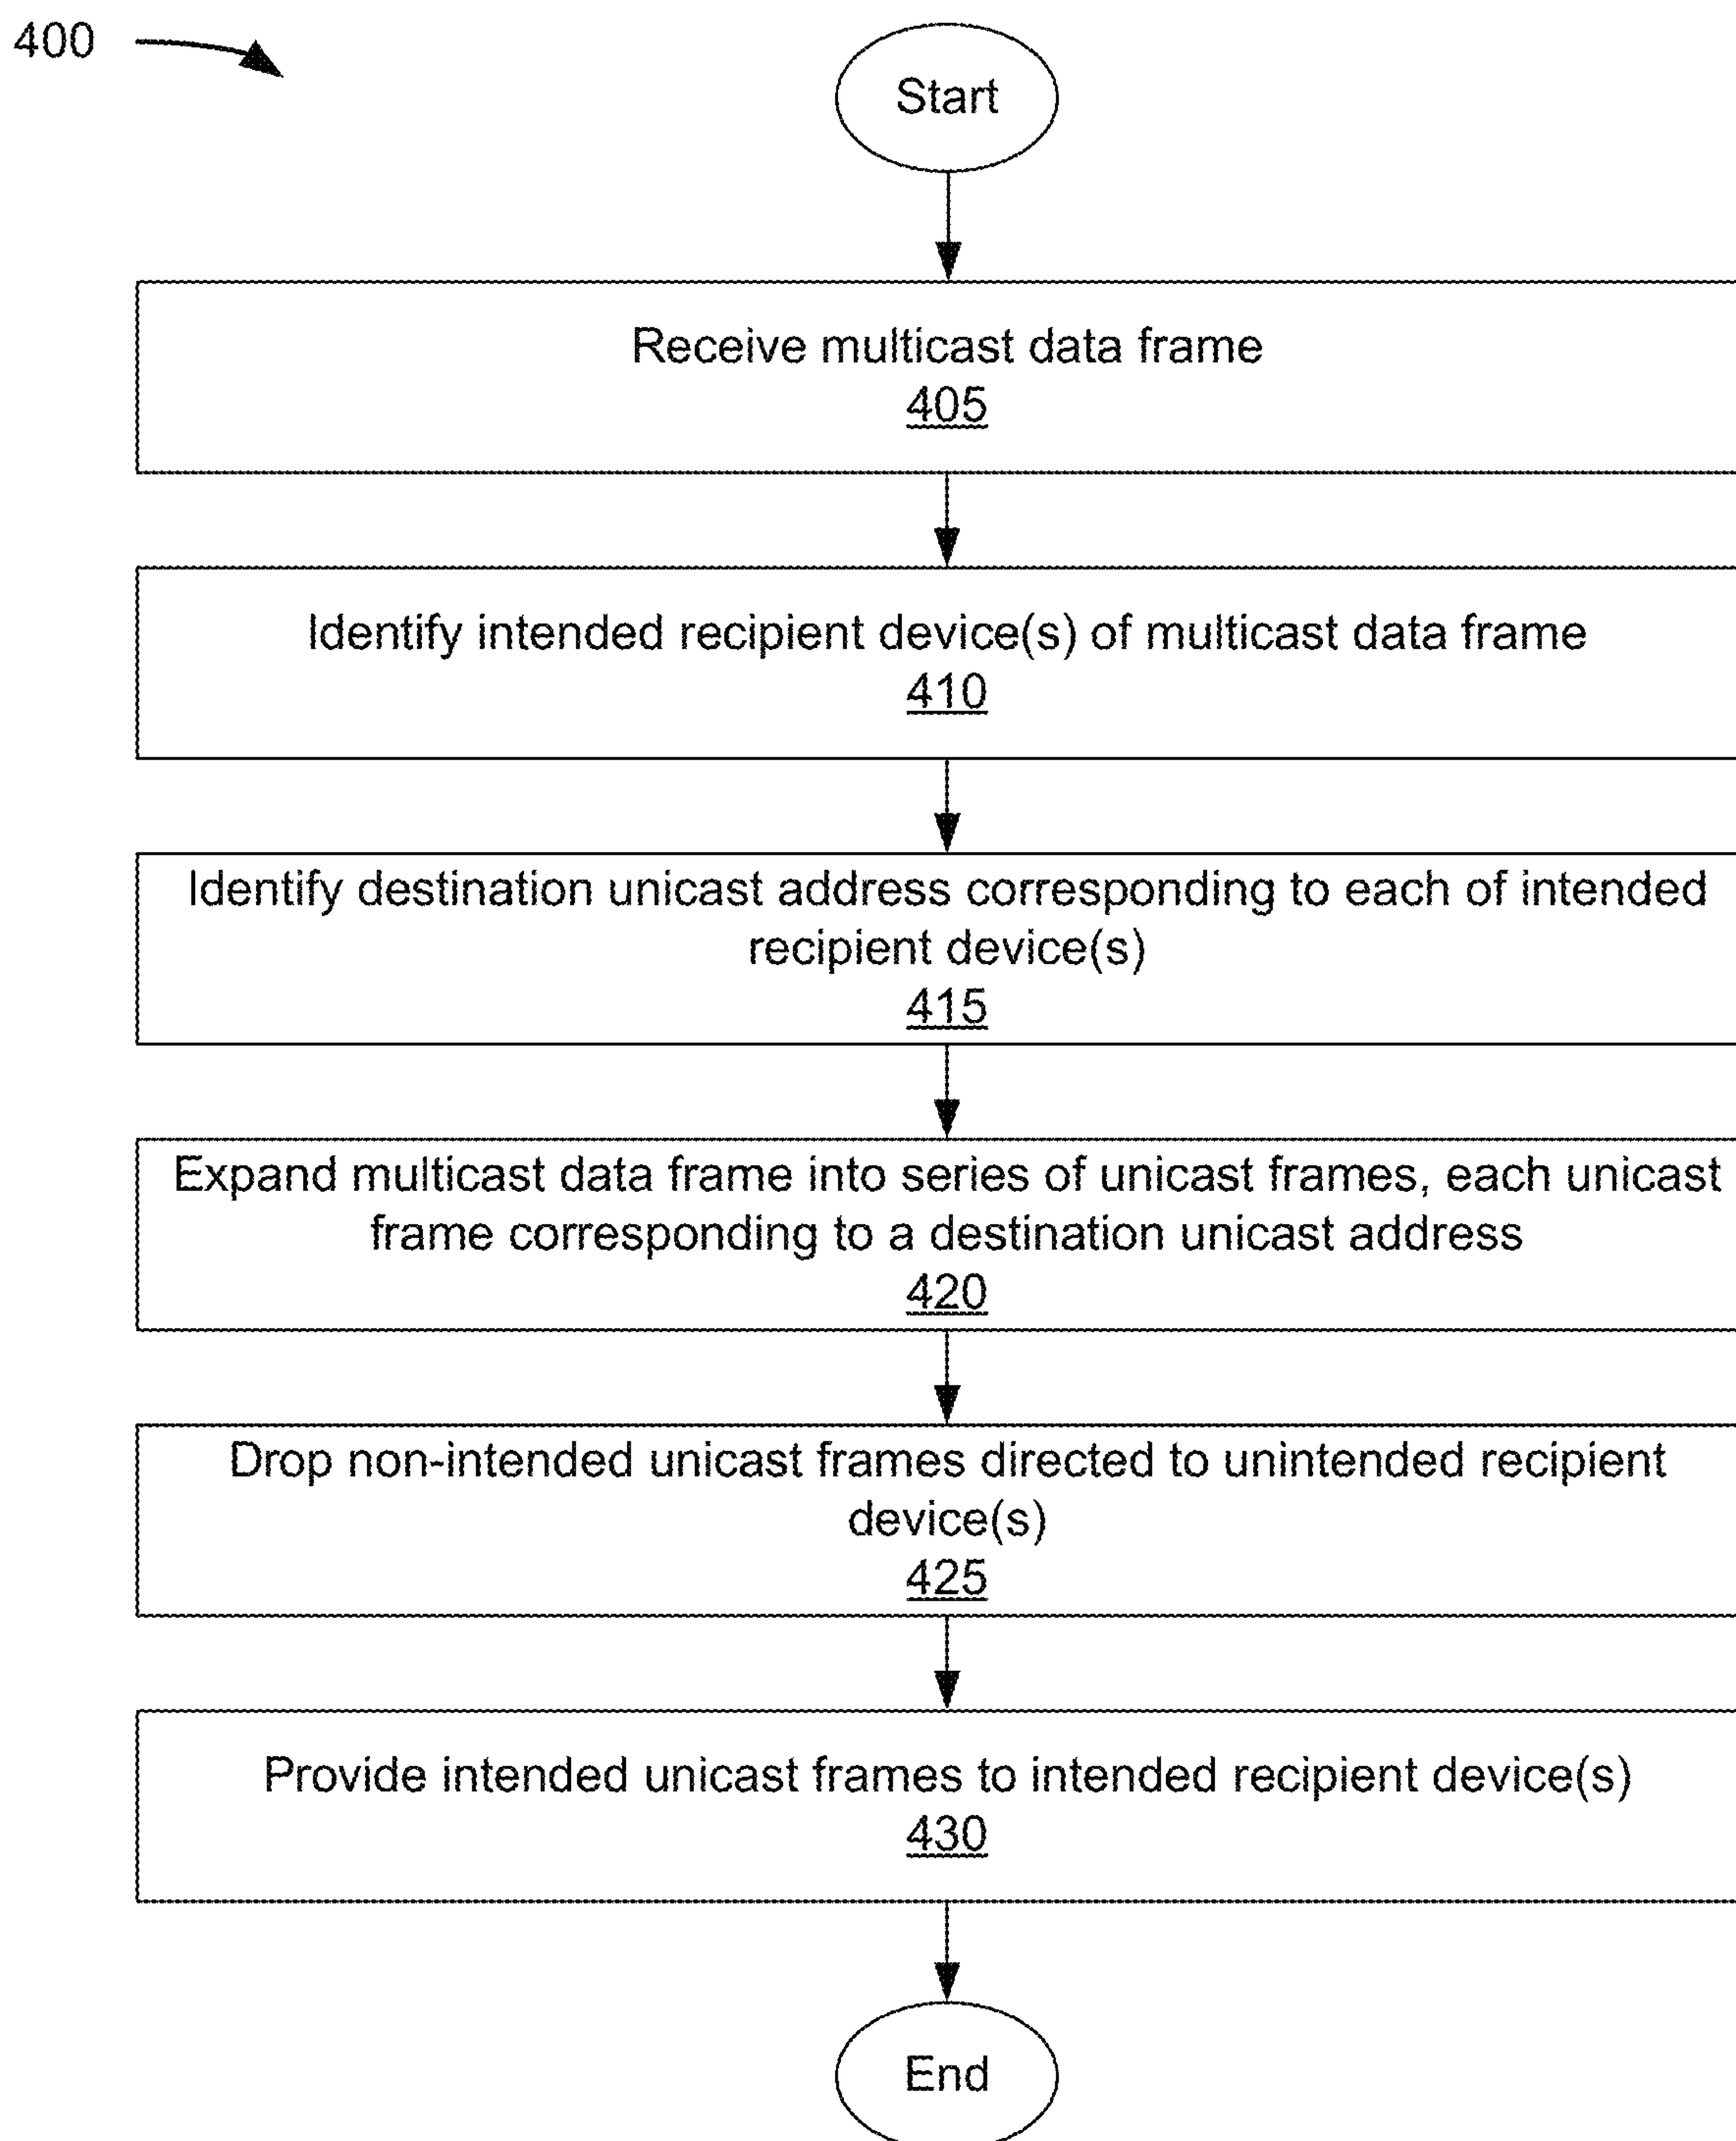 400
Start
Receive multicast data frame
405
Identify intended recipient device(s) of multicast data frame
410
Identify destination unicast address corresponding to each of intended
recipient device(s)
415
Expand multicast data frame into series of unicast frames, each unicast
frame corresponding to a destination unicast address
420
Drop non-intended unicast frames directed to unintended recipient
device(s)
425
Provide intended unicast frames to intended recipient device(s)
430
End